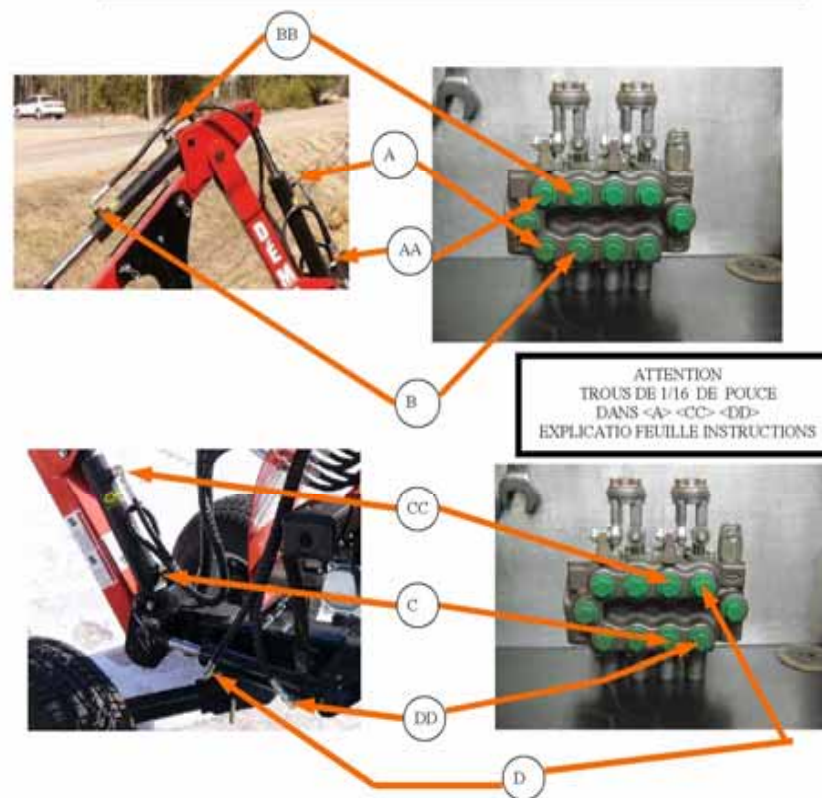 BB
A
AA
B
ATTENTION
TROUS DE 1/16 DE POUCE
DANS <A> <CC> <DD>
EXPLICATIO FEUILLE INSTRUCTIONS
CC
C
DD
D